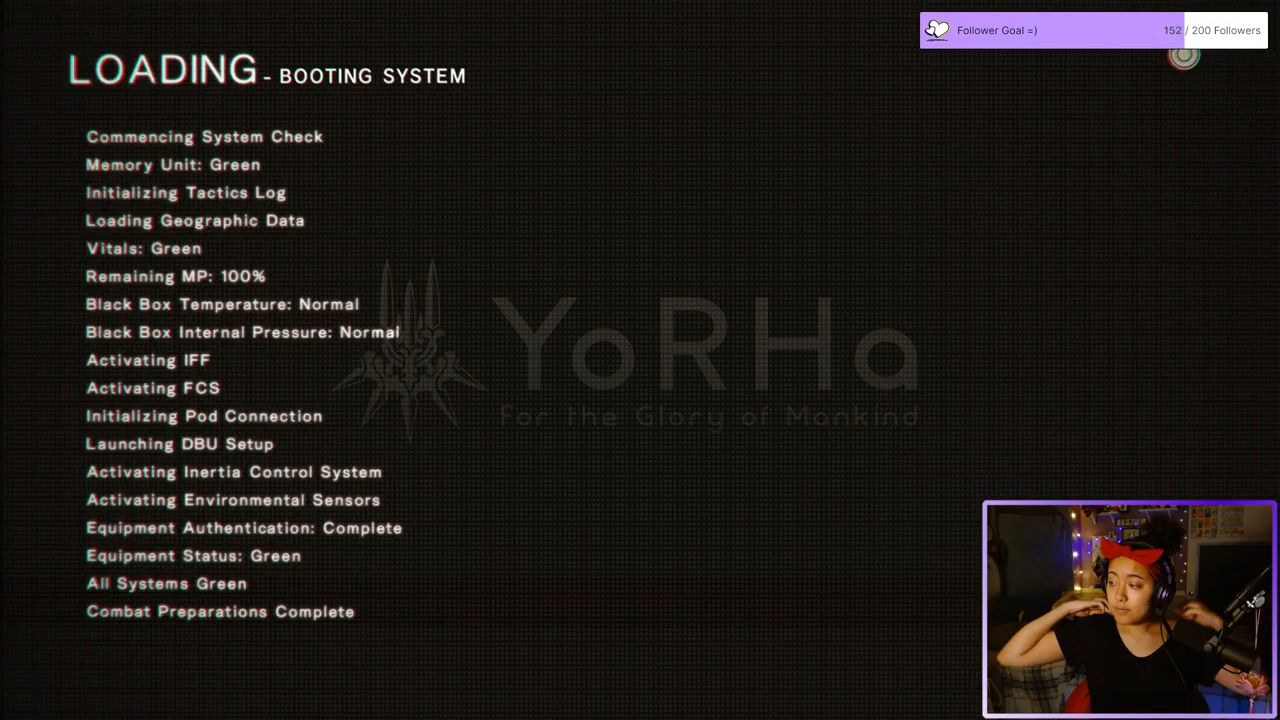 Follower Goal =)
152 / 200 Followers
LOADING - BOOTING SYSTEM
Commencing System Check
Memory Unit: Green
Initializing Tactics Log
Loading Geographic Data
Vitals: Green
Remaining MP: 100%
Black Box Temperature: Normal
Black Box Internal Pressure: Normal
Activating IFF
Activating FCS
Initializing Pod Connection
Launching DBU Setup
Activating Inertia Control System
Activating Environmental Sensors
Equipment Authentication: Complete
Equipment Status: Green
All Systems Green
Combat Preparations Complete
YoRHa
For the Glory of Mankind